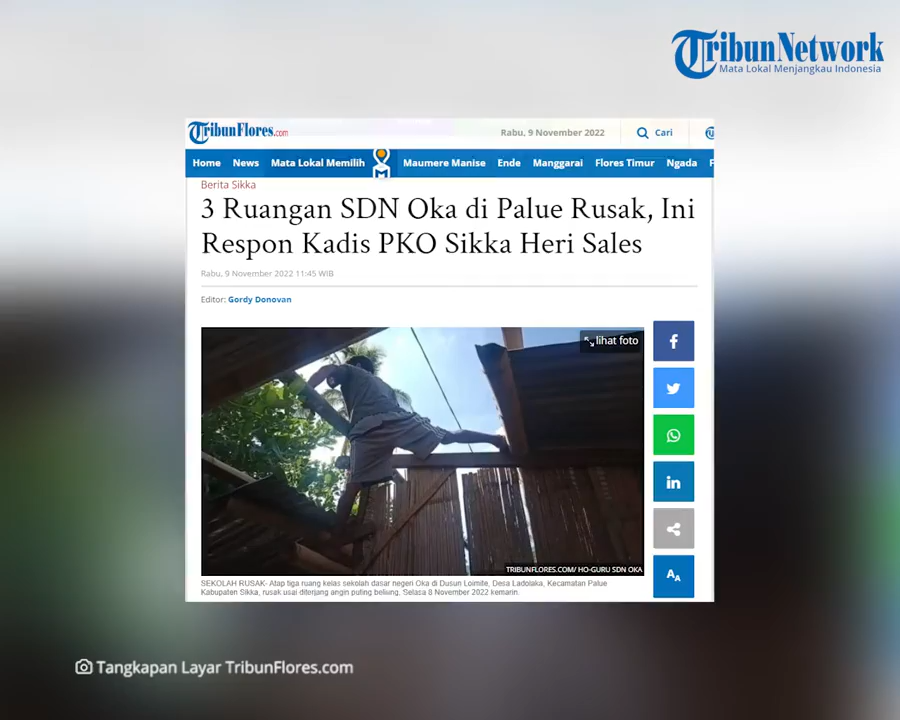 TribunNetwork
Mata Lokal Menjangkau Indonesia
TribunFlores.com
Rabu, 9 November 2022
Cari
Home News Mata Lokal Memilih Maumere Manise Ende Manggarai Flores Timur Ngada F
Berita Sikka
3 Ruangan SDN Oka di Palue Rusak, Ini
Respon Kadis PKO Sikka Heri Sales
Rabu, 9 November 2022 11:45 WIB
Editor: Gordy Donovan
lihat foto
TRIBUNFLORES.COM/ HO-GURU SDN OKA
SEKOLAH RUSAK- Atap tiga ruang kelas sekolah dasar negeri Oka di Dusun Loimite, Desa Ladolaka, Kecamatan Palue
Kabupaten Sikka, rusak usai diterjang angin puting beliung, Selasa 8 November 2022 kemarin.
Tangkapan Layar TribunFlores.com